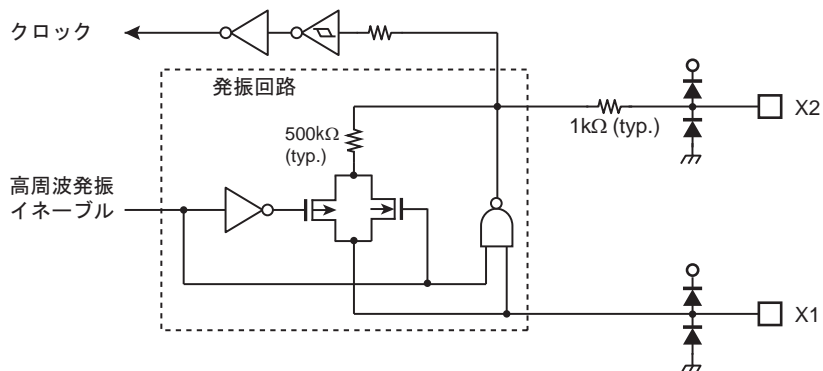 クロック
発振回路
500kΩ
(typ.)
1kΩ (typ.)
X2
高周波発振
イネーブル
X1